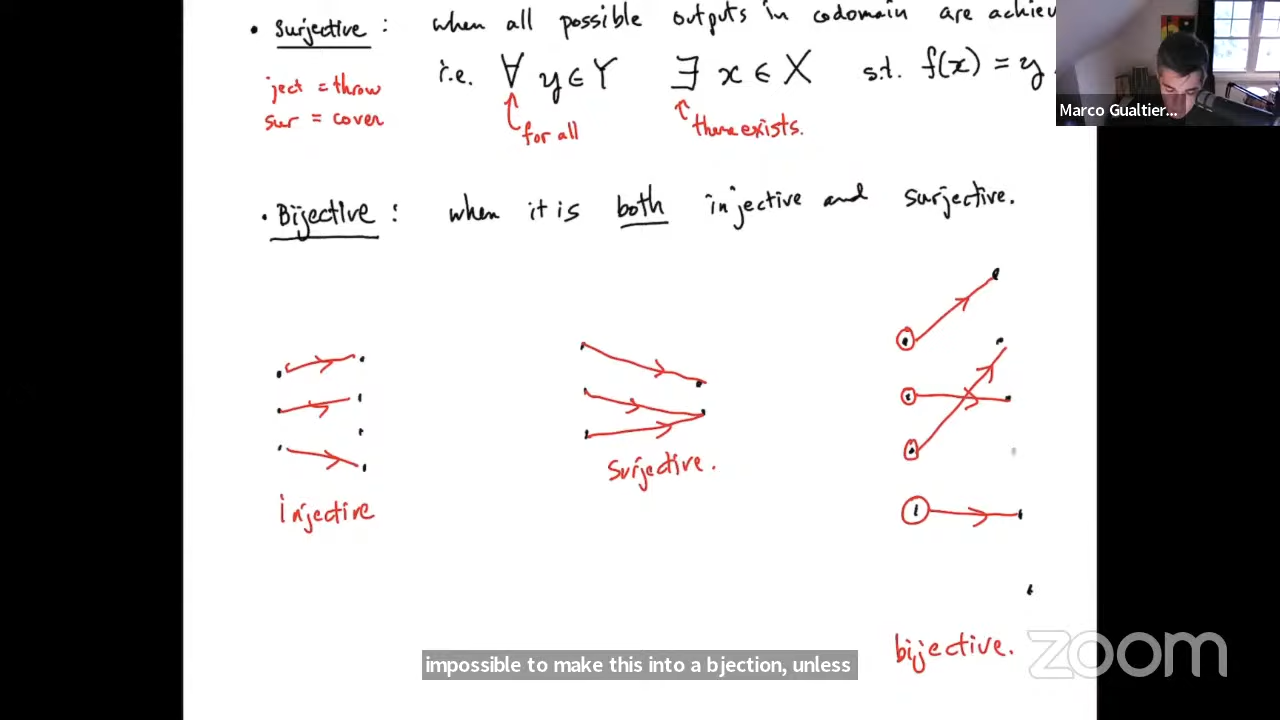 • Surjective : when all possible outputs in codomain are achie
i.e. ∀ y ∈ Y ∃ x ∈ X s.t. f(x) = y
ject = throw
sur = cover
for all
there exists.
Marco Gualtier...
• Bijective : when it is both injective and surjective.
injective
surjective.
bijective.
zoom
impossible to make this into a bjection, unless